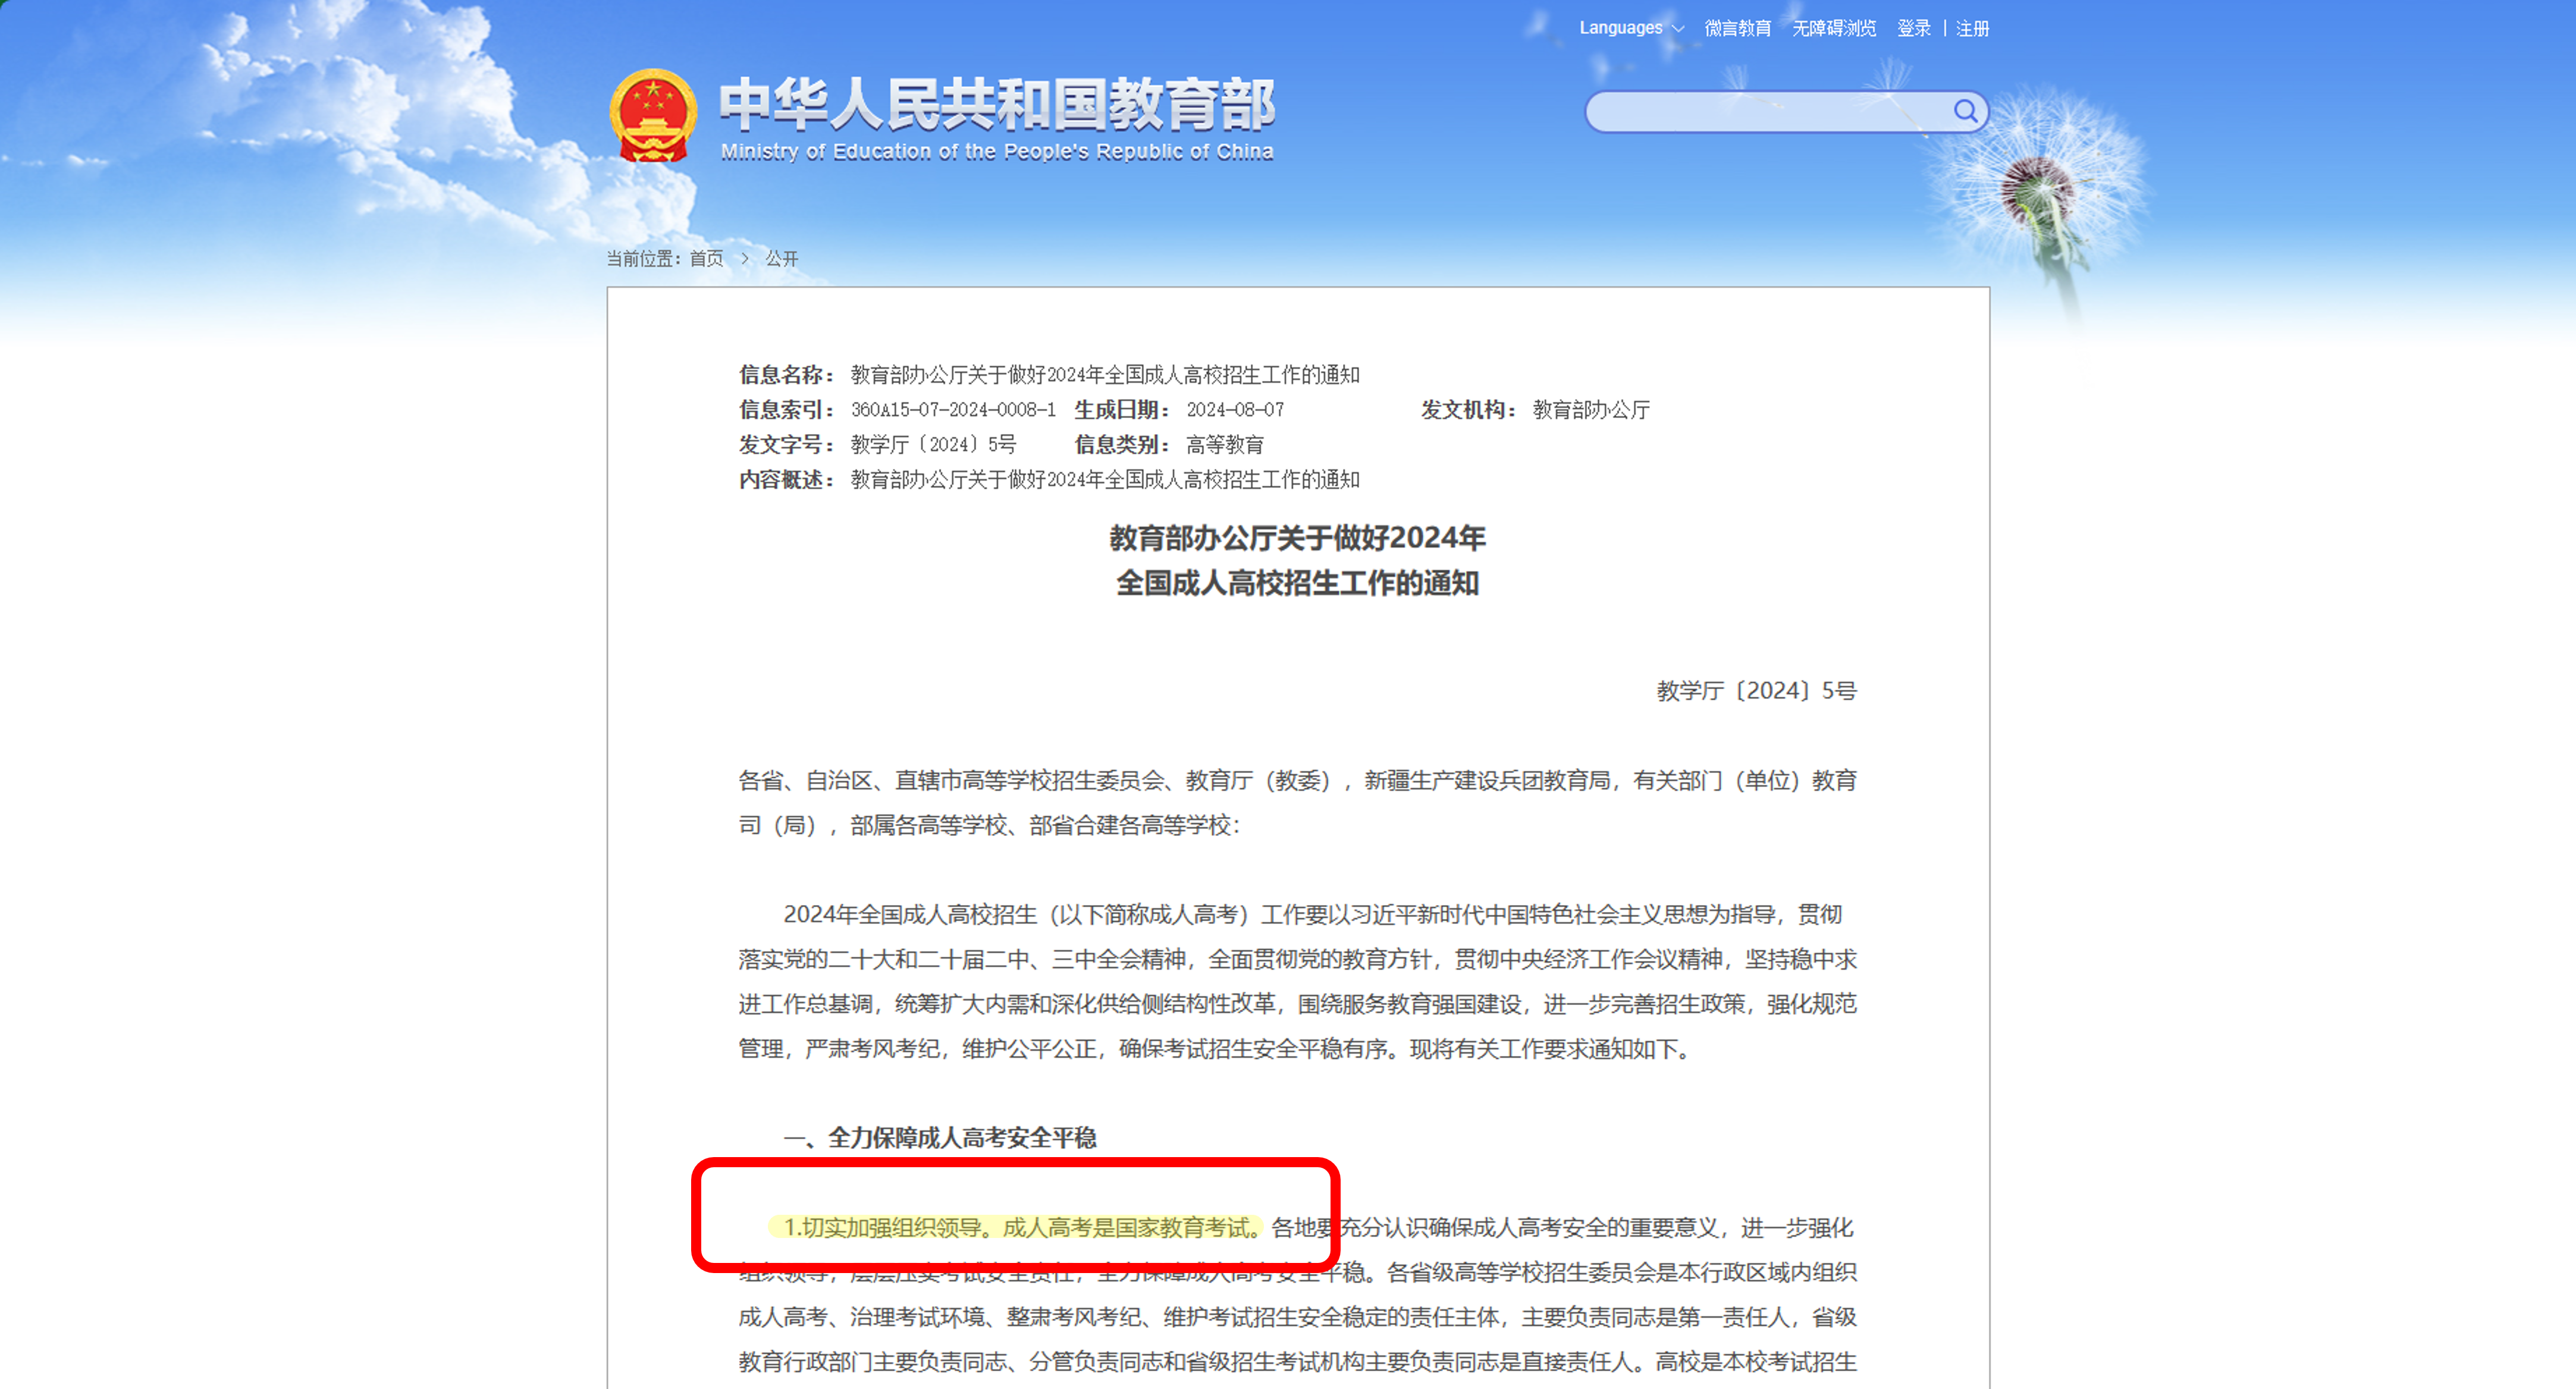 Languages 微言教育 无障碍浏览 登录 | 注册
中华人民共和国教育部
Ministry of Education of the People's Republic of China
当前位置：首页 > 公开
信息名称： 教育部办公厅关于做好2024年全国成人高校招生工作的通知
信息索引： 360A15-07-2024-0008-1 生成日期： 2024-08-07 发文机构： 教育部办公厅
发文字号： 教学厅〔2024〕5号 信息类别： 高等教育
内容概述： 教育部办公厅关于做好2024年全国成人高校招生工作的通知
教育部办公厅关于做好2024年
全国成人高校招生工作的通知
教学厅〔2024〕5号
各省、自治区、直辖市高等学校招生委员会、教育厅（教委），新疆生产建设兵团教育局，有关部门（单位）教育
司（局），部属各高等学校、部省合建各高等学校：
2024年全国成人高校招生（以下简称成人高考）工作要以习近平新时代中国特色社会主义思想为指导，贯彻
落实党的二十大和二十届二中、三中全会精神，全面贯彻党的教育方针，贯彻中央经济工作会议精神，坚持稳中求
进工作总基调，统筹扩大内需和深化供给侧结构性改革，围绕服务教育强国建设，进一步完善招生政策，强化规范
管理，严肃考风考纪，维护公平公正，确保考试招生安全平稳有序。现将有关工作要求通知如下。
一、全力保障成人高考安全平稳
1.切实加强组织领导。成人高考是国家教育考试。各地要充分认识确保成人高考安全的重要意义，进一步强化
组织领导，层层压实考试安全责任，全力保障成人高考安全平稳。各省级高等学校招生委员会是本行政区域内组织
成人高考、治理考试环境、整肃考风考纪、维护考试招生安全稳定的责任主体，主要负责同志是第一责任人，省级
教育行政部门主要负责同志、分管负责同志和省级招生考试机构主要负责同志是直接责任人。高校是本校考试招生